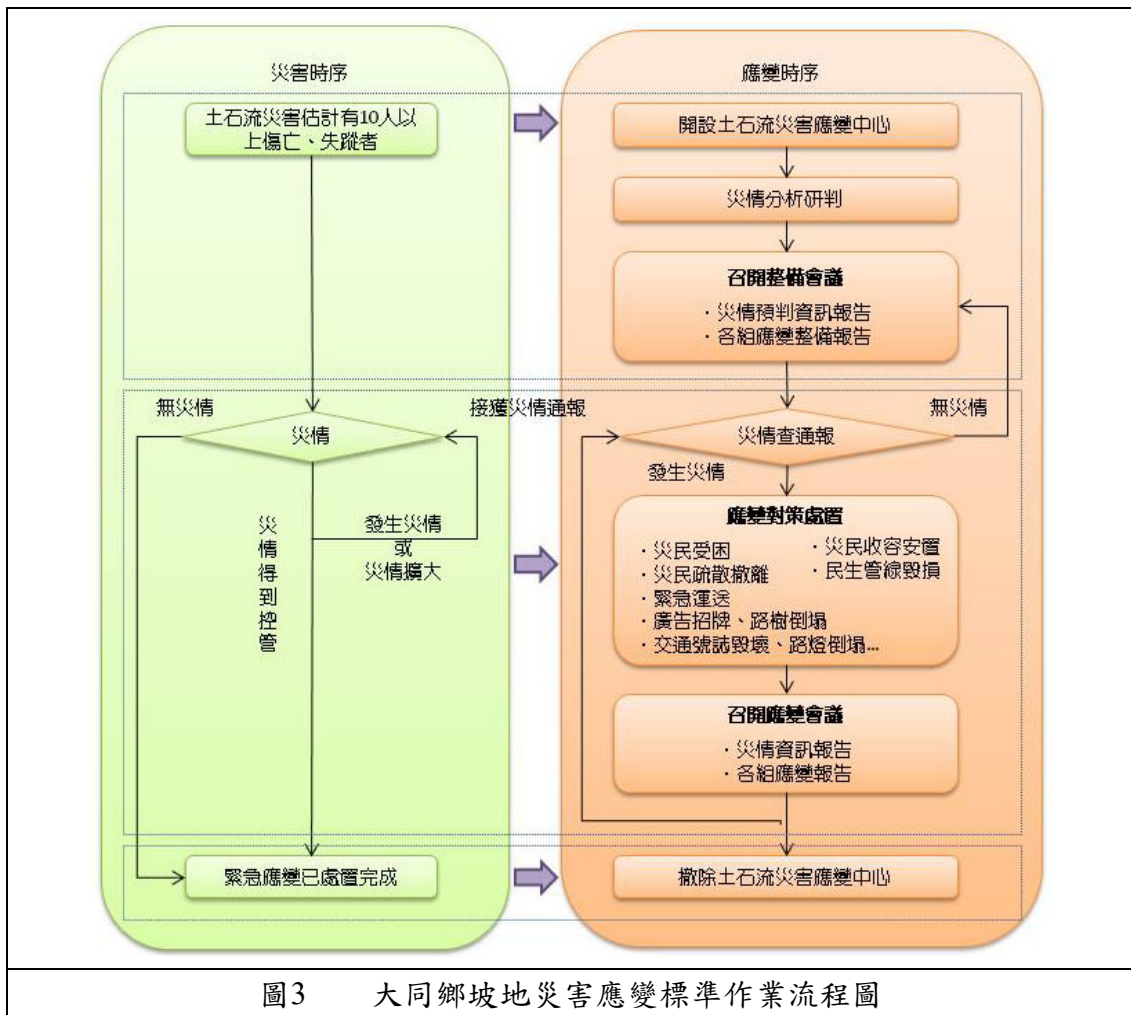 災害時序
土石流災害估計有10人以
上傷亡、失蹤者
無災情
災情
災情得到控管
發生災情
或
災情擴大
緊急應變已處置完成
應變時序
開設土石流災害應變中心
災情分析研判
召開整備會議
・災情預判資訊報告
・各組應變整備報告
接獲災情通報
無災情
災情查通報
發生災情
應變對策處置
・災民受困
・災民疏散撤離
・緊急運送
・廣告招牌、路樹倒塌
・交通號誌毀壞、路燈倒塌...
・災民收容安置
・民生管線毀損
召開應變會議
・災情資訊報告
・各組應變報告
撤除土石流災害應變中心
圖3 大同鄉坡地災害應變標準作業流程圖